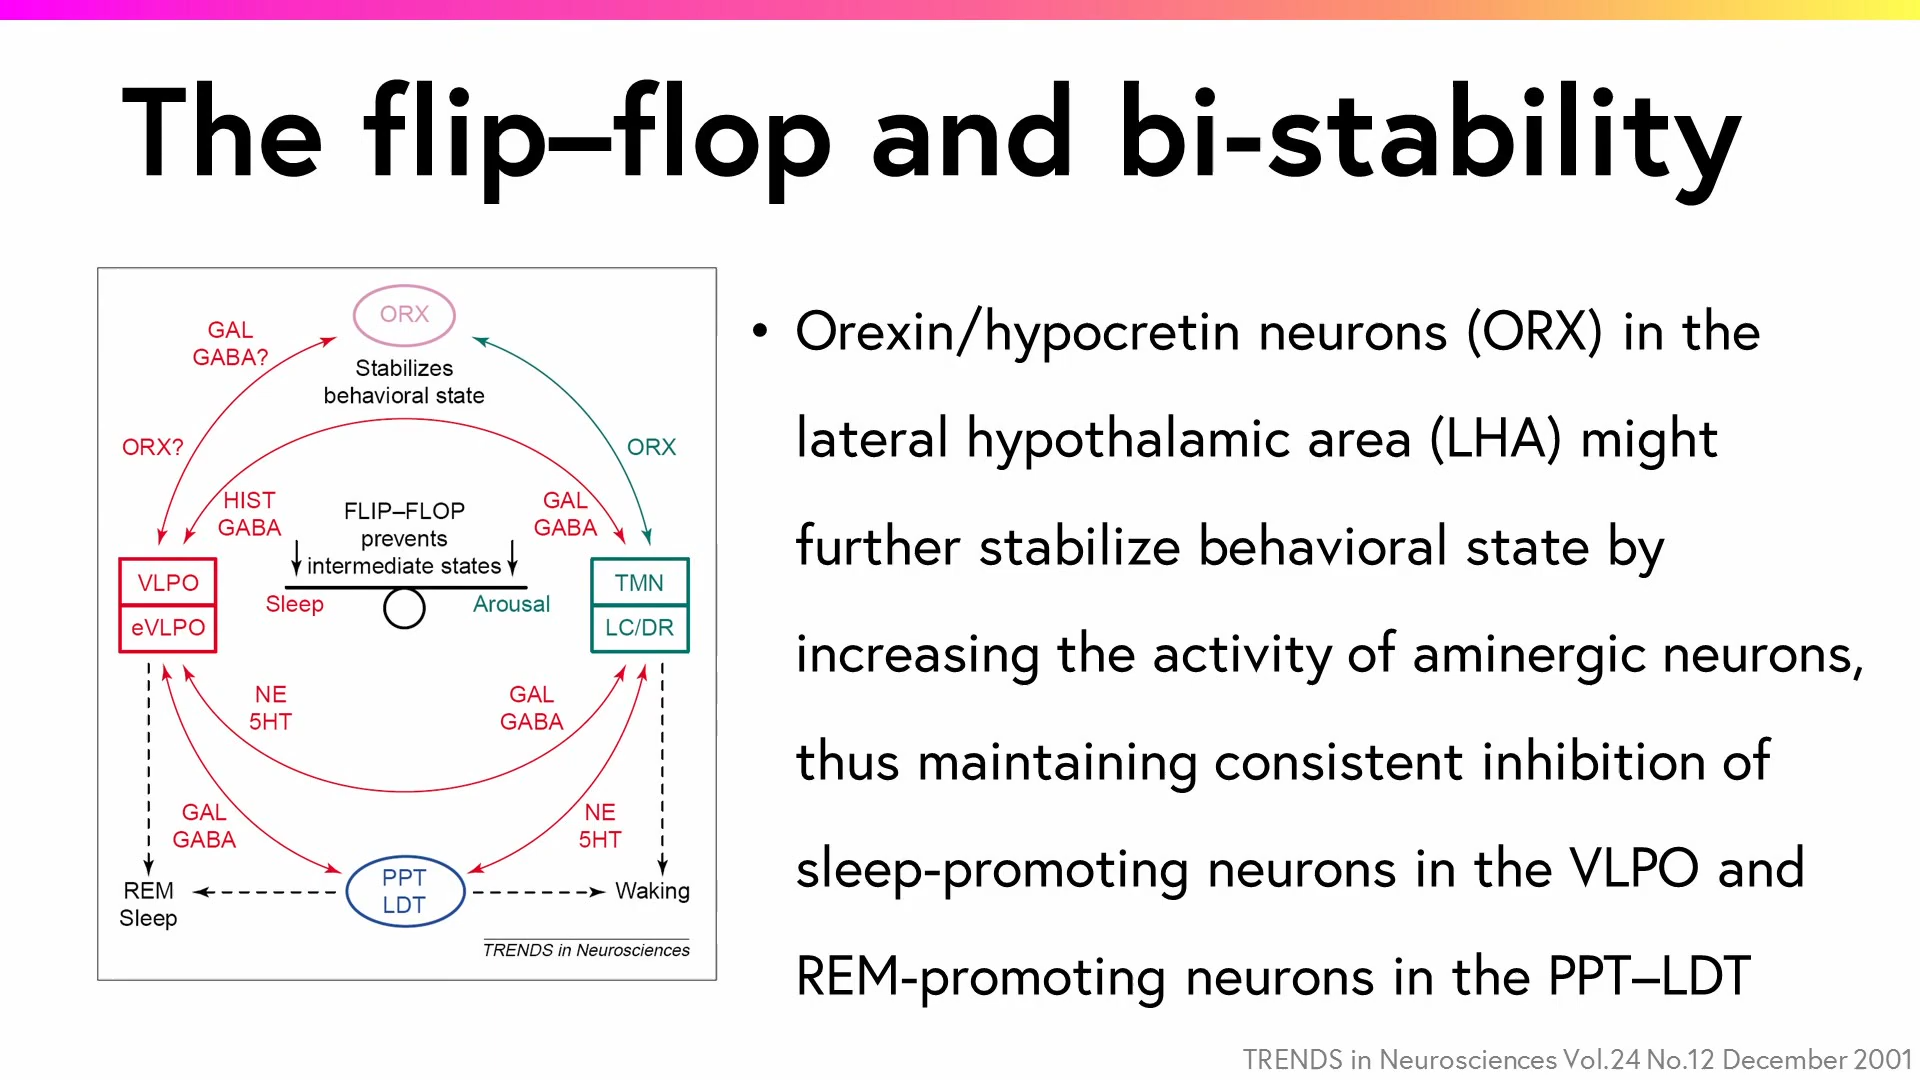 The flip–flop and bi-stability
ORX
GAL
GABA?
Stabilizes
behavioral state
ORX?
ORX
HIST
GABA
FLIP–FLOP
prevents
intermediate states
GAL
GABA
VLPO
eVLPO
Sleep
Arousal
TMN
LC/DR
NE
5HT
GAL
GABA
GAL
GABA
NE
5HT
REM
Sleep
PPT
LDT
Waking
TRENDS in Neurosciences
• Orexin/hypocretin neurons (ORX) in the
lateral hypothalamic area (LHA) might
further stabilize behavioral state by
increasing the activity of aminergic neurons,
thus maintaining consistent inhibition of
sleep-promoting neurons in the VLPO and
REM-promoting neurons in the PPT–LDT
TRENDS in Neurosciences Vol.24 No.12 December 2001